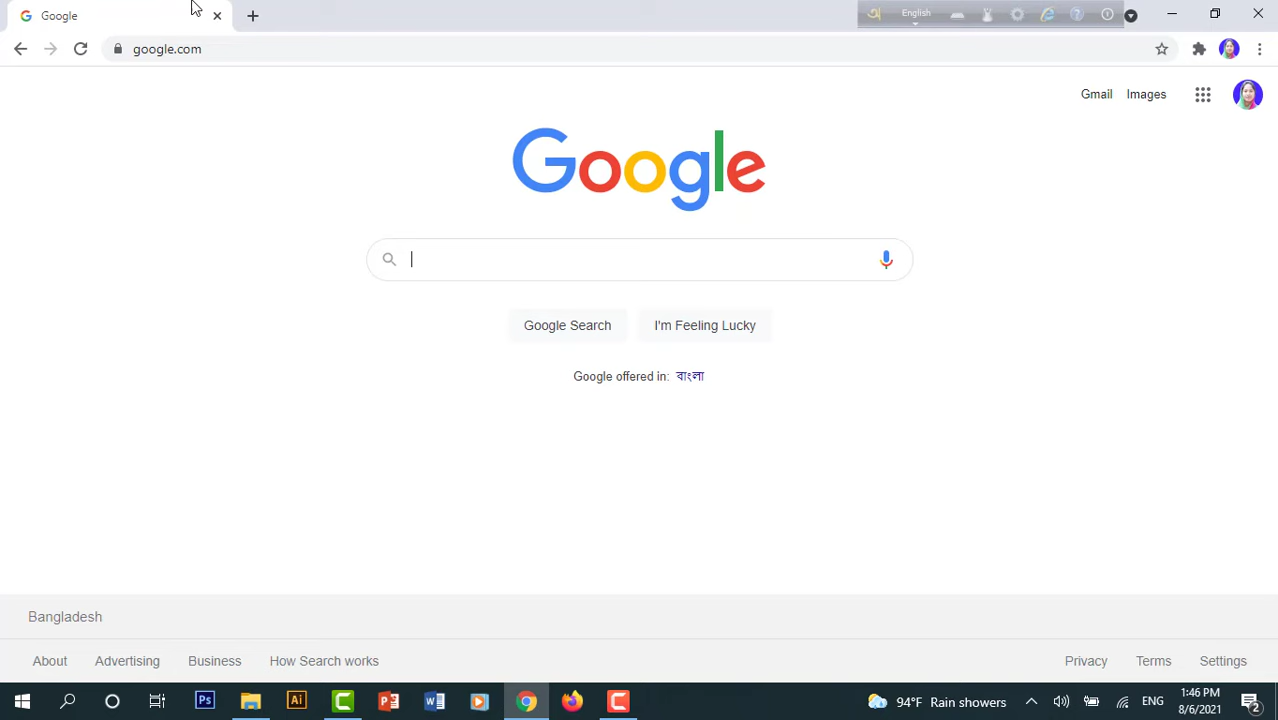 Google
English
google.com
Gmail Images
Google
Google Search I'm Feeling Lucky
Google offered in: বাংলা
Bangladesh
About Advertising Business How Search works Privacy Terms Settings
94°F Rain showers ENG 1:46 PM
8/6/2021 2